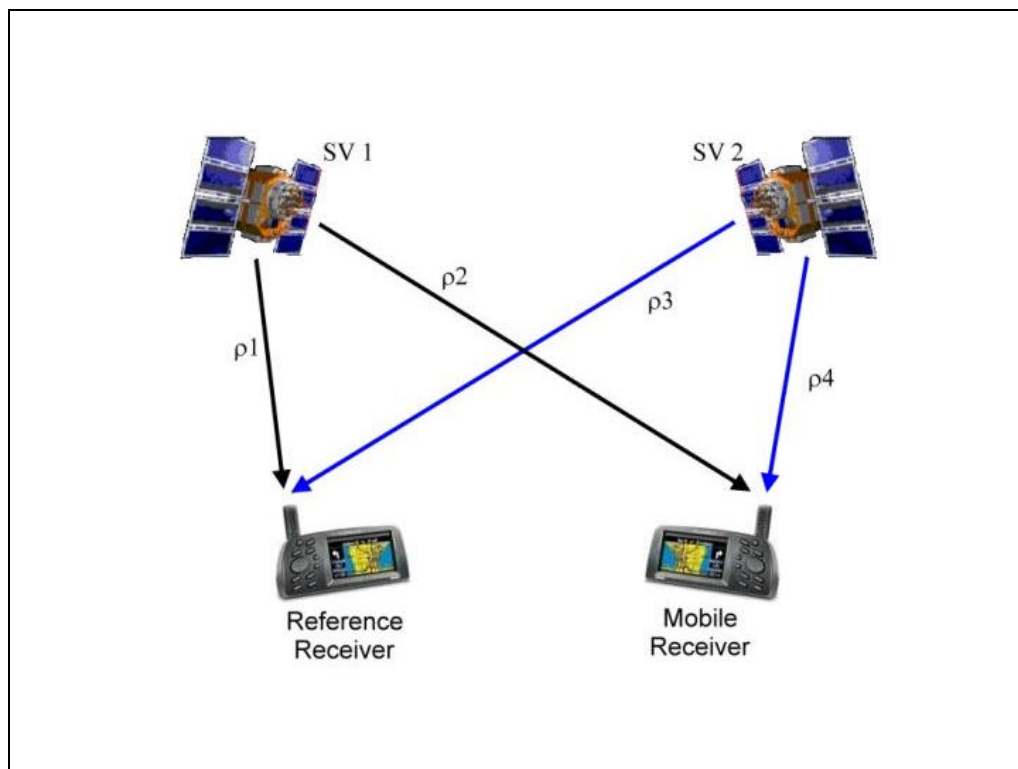 SV 1
SV 2
ρ2
ρ3
ρ1
ρ4
Reference
Receiver
Mobile
Receiver